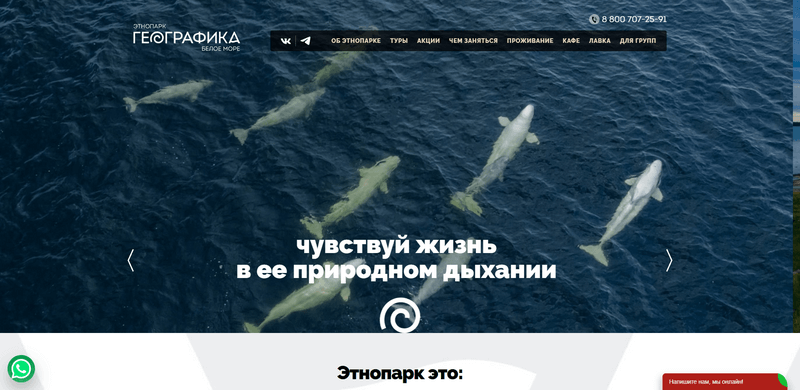 ЭТНОПАРК
ГЕОГРАФИКА
БЕЛОЕ МОРЕ
8 800 707-25-91
ОБ ЭТНОПАРКЕ ТУРЫ АКЦИИ ЧЕМ ЗАНЯТЬСЯ ПРОЖИВАНИЕ КАФЕ ЛАВКА ДЛЯ ГРУПП
чувствуй жизнь
в ее природном дыхании
Этнопарк это:
Напишите нам, мы онлайн!